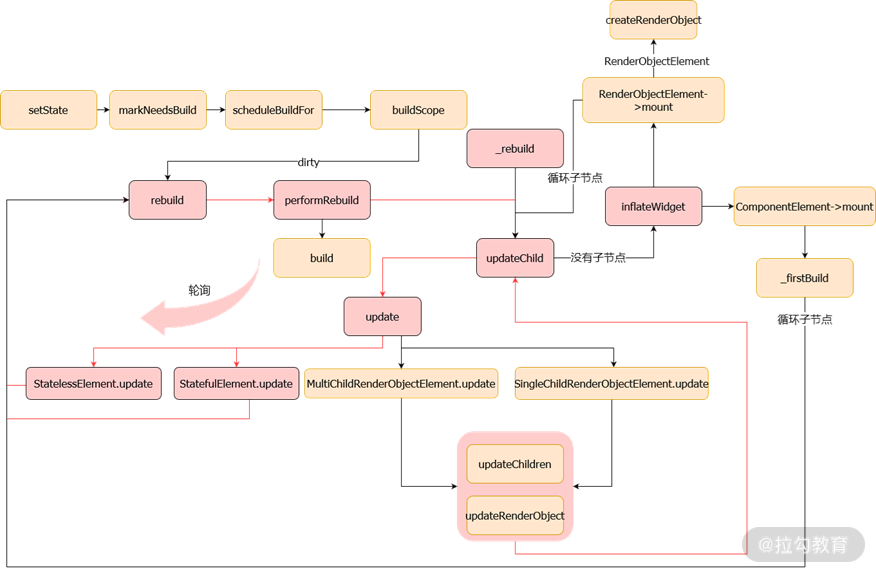 createRenderObject
RenderObjectElement
RenderObjectElement-
>mount
setState
markNeedsBuild
scheduleBuildFor
buildScope
_rebuild
dirty
循环子节点
rebuild
performRebuild
inflateWidget
ComponentElement->mount
build
updateChild
没有子节点
_firstBuild
轮询
update
循环子节点
StatelessElement.update
StatefulElement.update
MultiChildRenderObjectElement.update
SingleChildRenderObjectElement.update
updateChildren
updateRenderObject
@拉勾教育